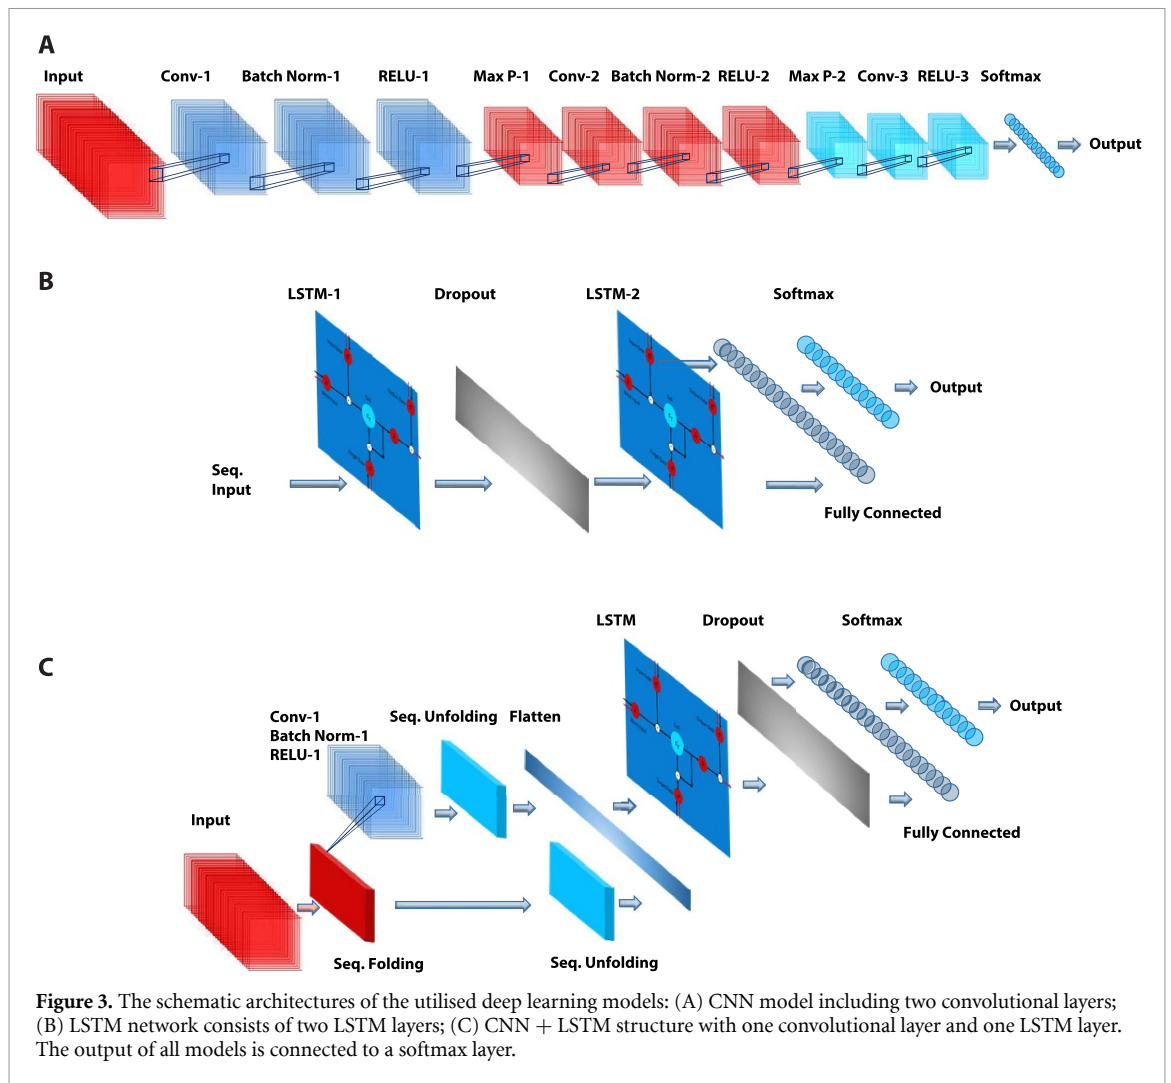 A
Input Conv-1 Batch Norm-1 RELU-1 Max P-1 Conv-2 Batch Norm-2 RELU-2 Max P-2 Conv-3 RELU-3 Softmax
Output
B
LSTM-1 Dropout LSTM-2 Softmax
Output
Seq.
Input
Fully Connected
LSTM Dropout Softmax
C
Output
Conv-1
Batch Norm-1
RELU-1
Seq. Unfolding Flatten
Input
Fully Connected
Seq. Folding Seq. Unfolding
Figure 3. The schematic architectures of the utilised deep learning models: (A) CNN model including two convolutional layers;
(B) LSTM network consists of two LSTM layers; (C) CNN + LSTM structure with one convolutional layer and one LSTM layer.
The output of all models is connected to a softmax layer.